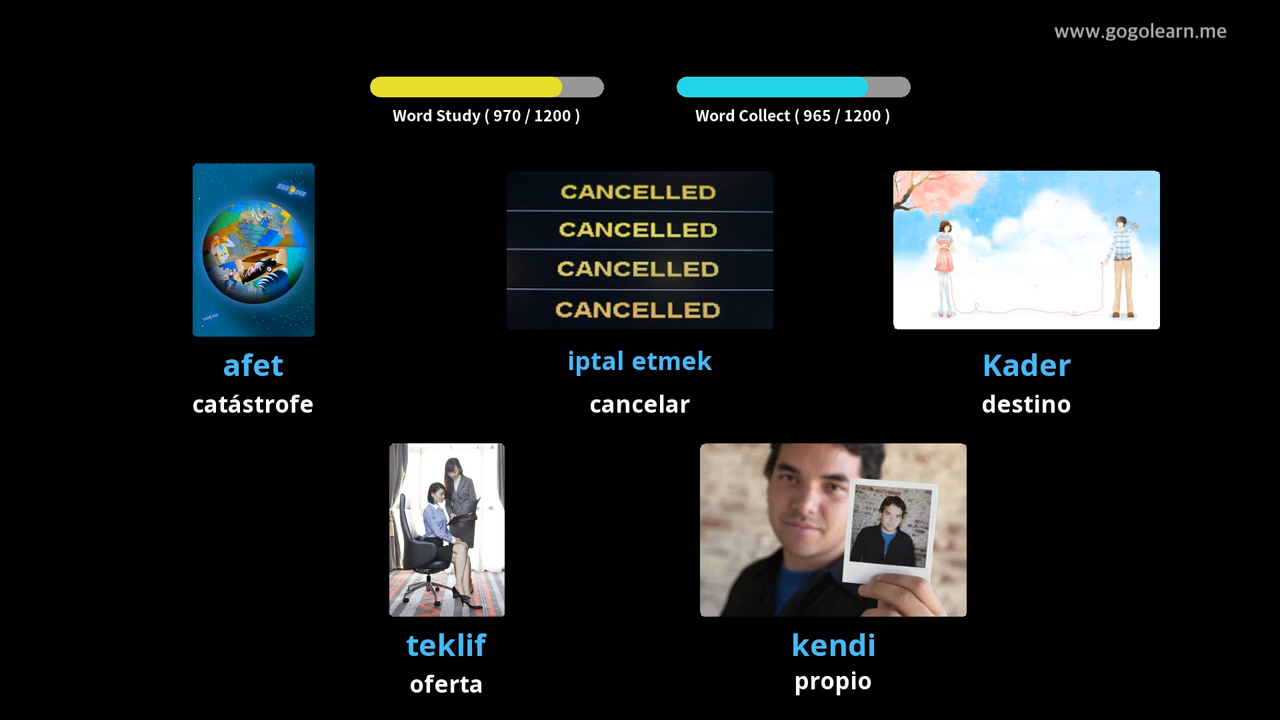 www.gogolearn.me
Word Study ( 970 / 1200 )
Word Collect ( 965 / 1200 )
CANCELLED
CANCELLED
CANCELLED
CANCELLED
afet
iptal etmek
Kader
catástrofe
cancelar
destino
teklif
kendi
oferta
propio